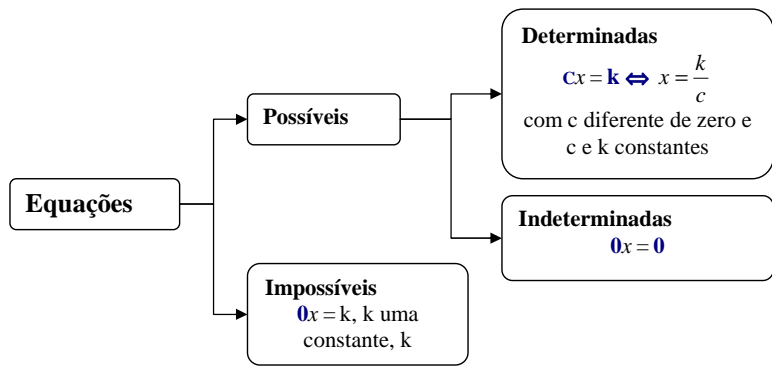 Equações
Possíveis
Determinadas
cx = k ⇔ x = k/c
com c diferente de zero e
c e k constantes
Indeterminadas
0x = 0
Impossíveis
0x = k, k uma
constante, k